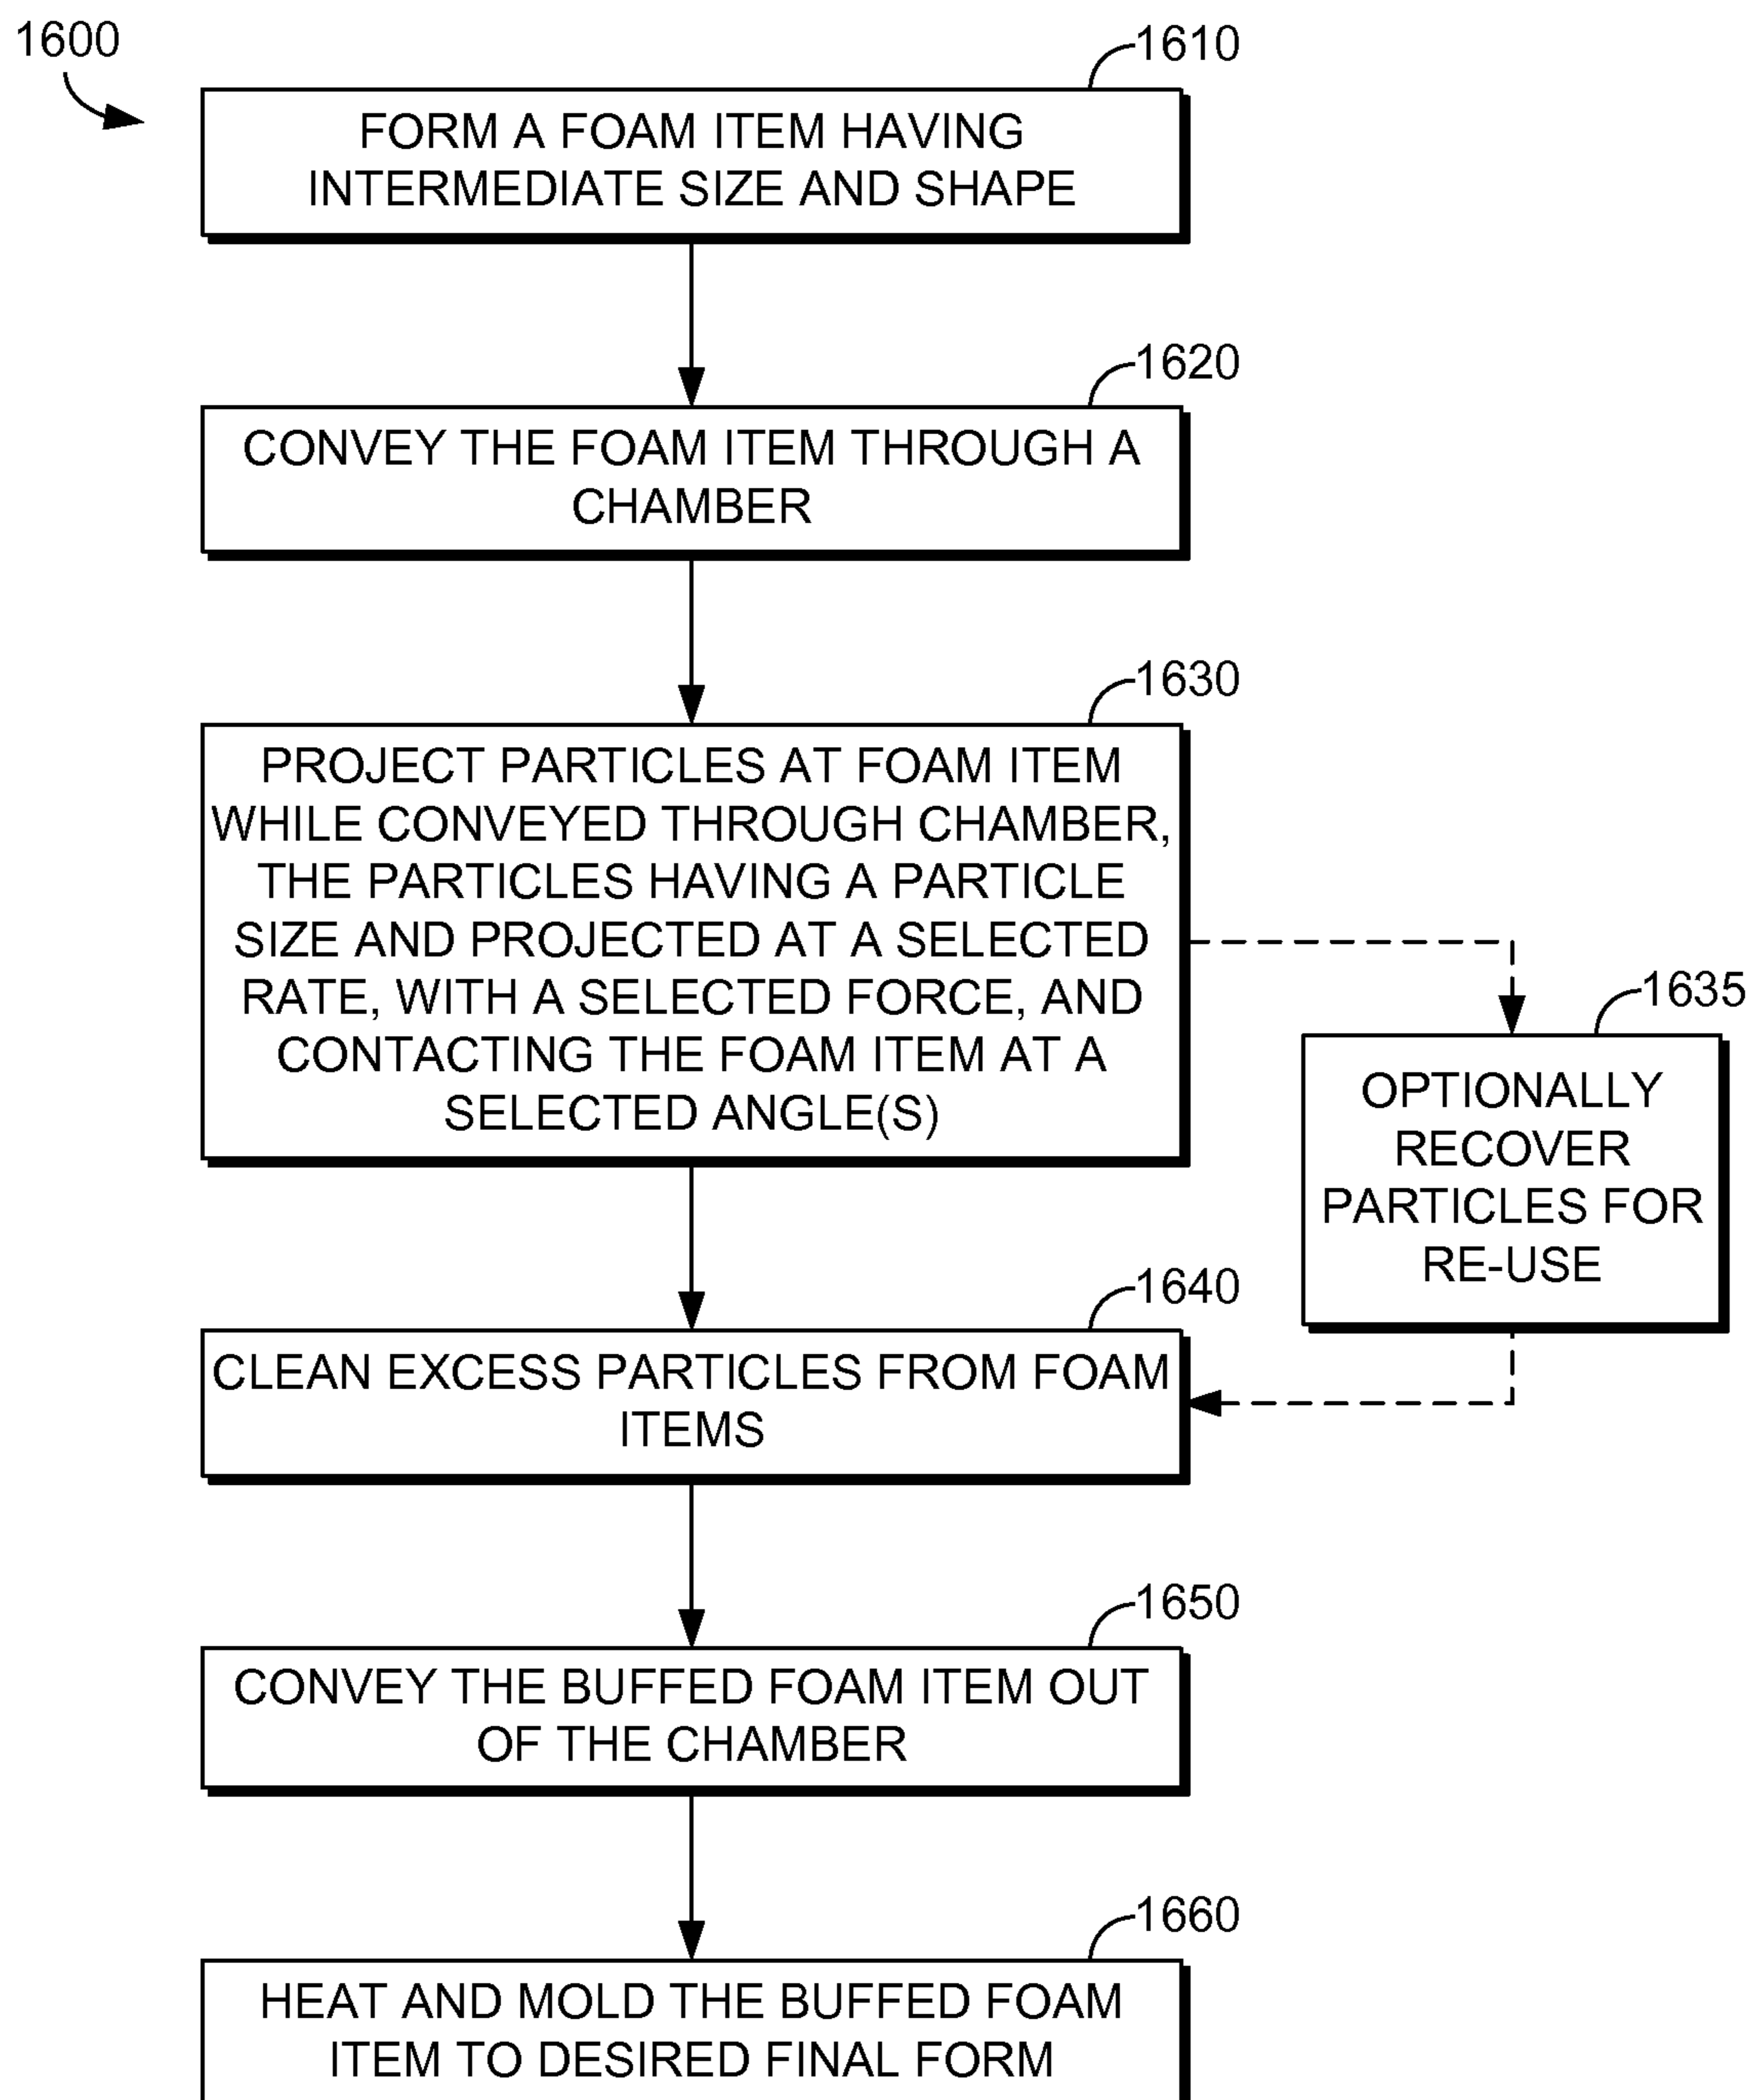 1600
1610
FORM A FOAM ITEM HAVING
INTERMEDIATE SIZE AND SHAPE
1620
CONVEY THE FOAM ITEM THROUGH A
CHAMBER
1630
PROJECT PARTICLES AT FOAM ITEM
WHILE CONVEYED THROUGH CHAMBER,
THE PARTICLES HAVING A PARTICLE
SIZE AND PROJECTED AT A SELECTED
RATE, WITH A SELECTED FORCE, AND
CONTACTING THE FOAM ITEM AT A
SELECTED ANGLE(S)
1635
OPTIONALLY
RECOVER
PARTICLES FOR
RE-USE
1640
CLEAN EXCESS PARTICLES FROM FOAM
ITEMS
1650
CONVEY THE BUFFED FOAM ITEM OUT
OF THE CHAMBER
1660
HEAT AND MOLD THE BUFFED FOAM
ITEM TO DESIRED FINAL FORM